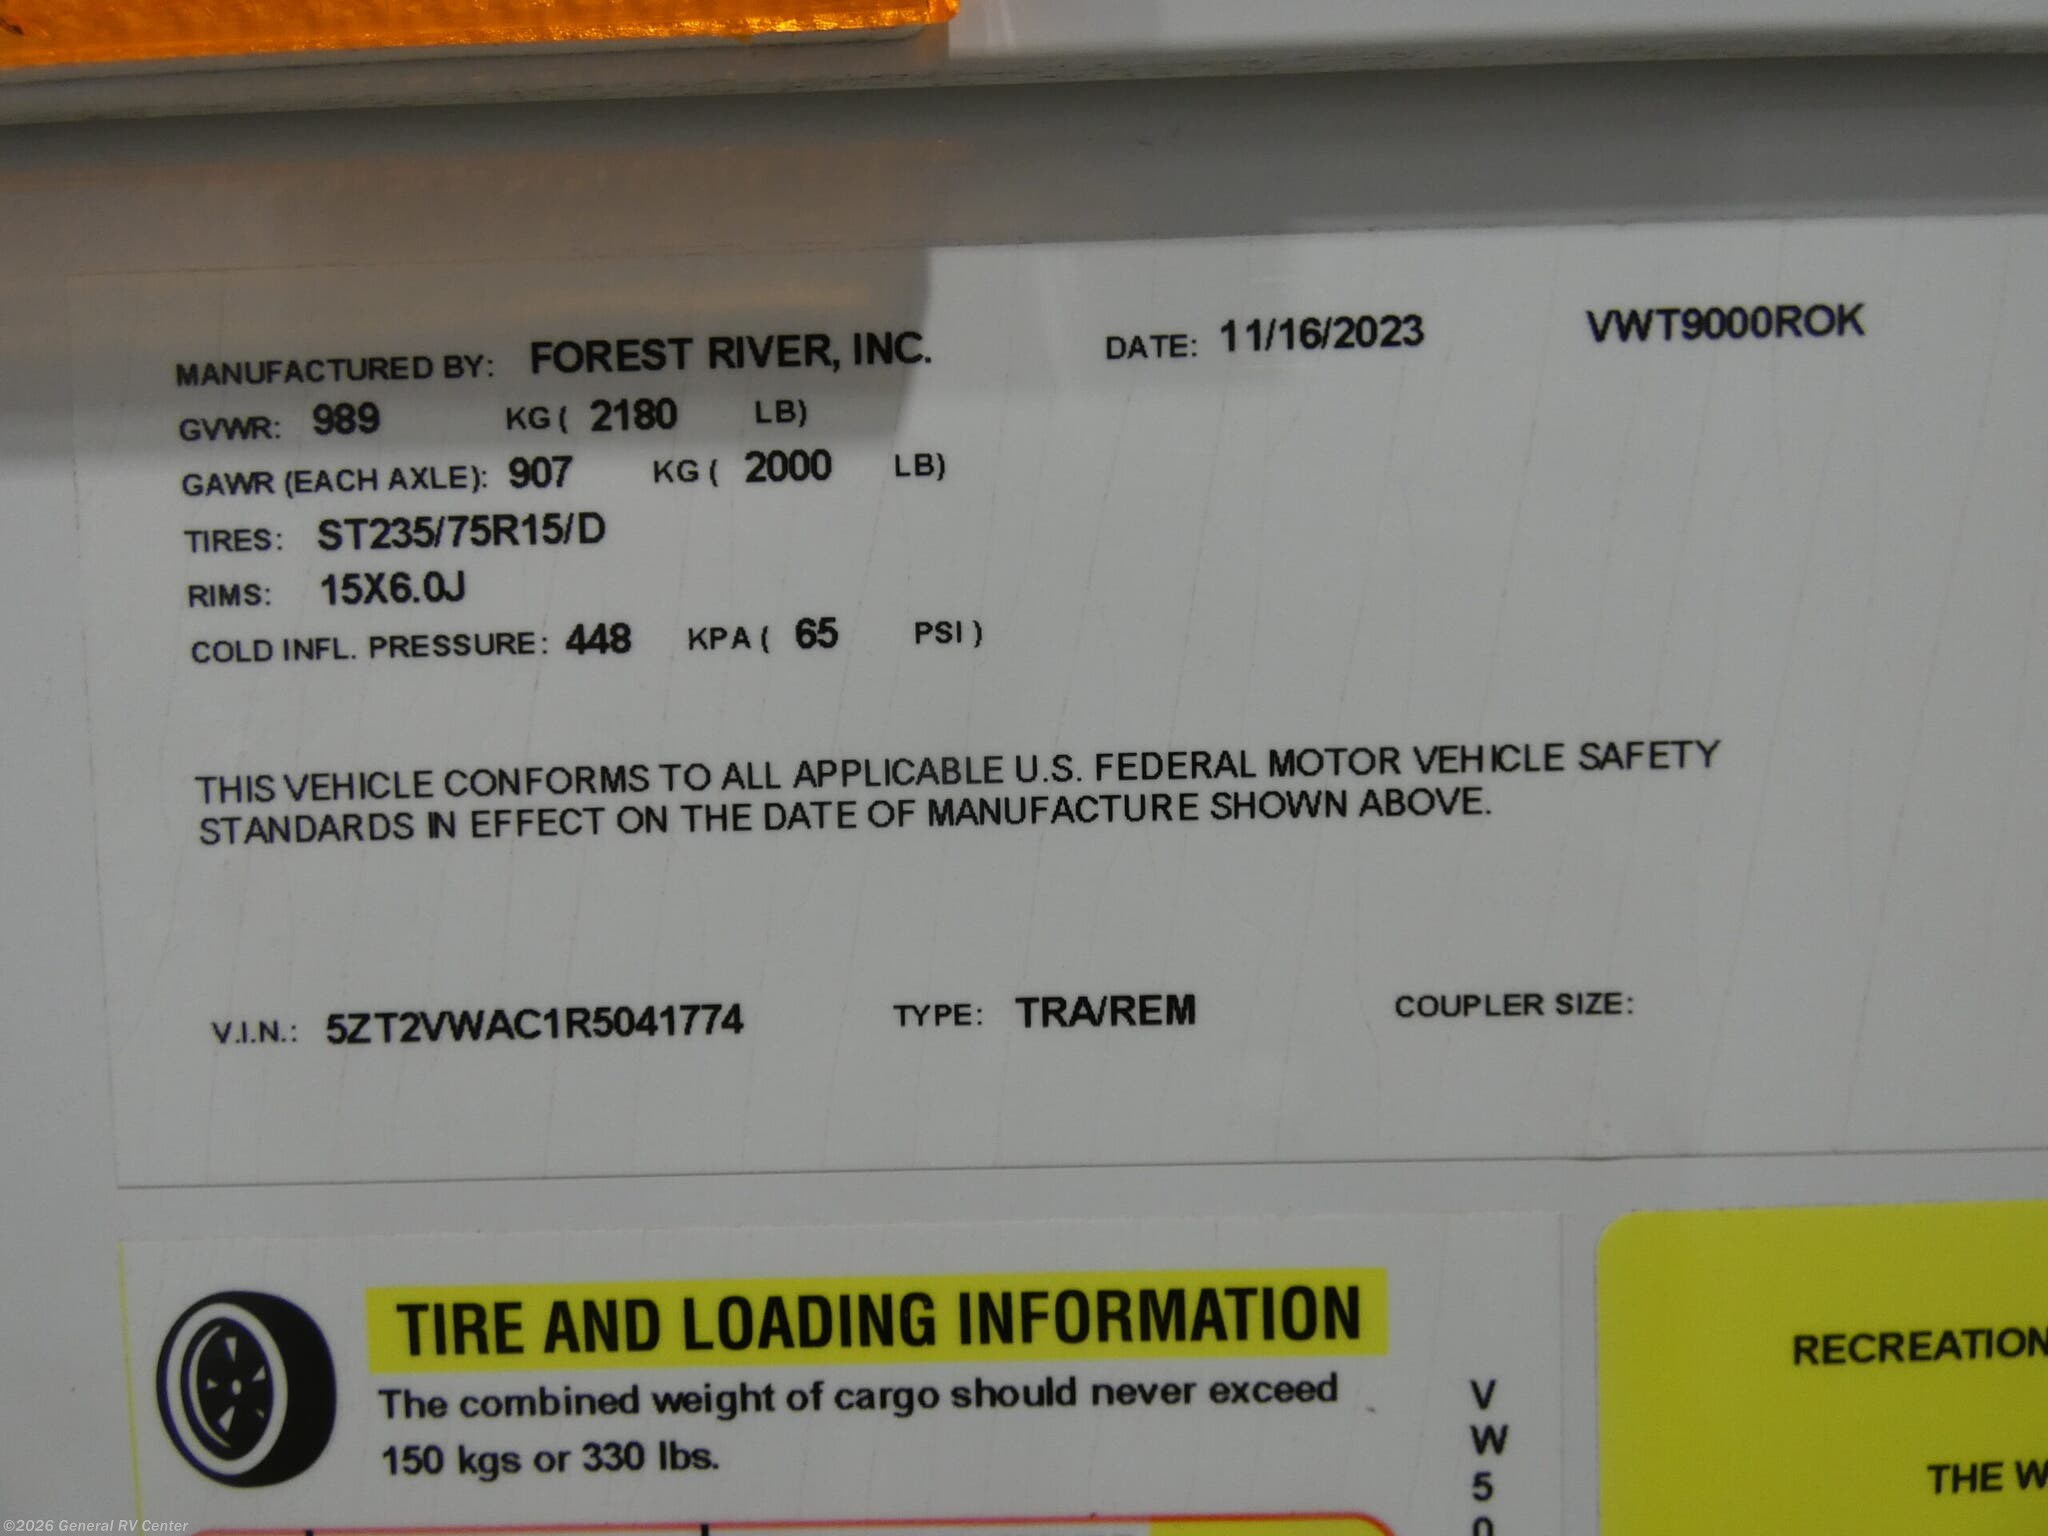 MANUFACTURED BY: FOREST RIVER, INC. DATE: 11/16/2023 VWT9000ROK
GVWR: 989 KG ( 2180 LB)
GAWR (EACH AXLE): 907 KG ( 2000 LB)
TIRES: ST235/75R15/D
RIMS: 15X6.0J
COLD INFL. PRESSURE: 448 KPA ( 65 PSI )
THIS VEHICLE CONFORMS TO ALL APPLICABLE U.S. FEDERAL MOTOR VEHICLE SAFETY
STANDARDS IN EFFECT ON THE DATE OF MANUFACTURE SHOWN ABOVE.
V.I.N.: 5ZT2VWAC1R5041774 TYPE: TRA/REM COUPLER SIZE:
TIRE AND LOADING INFORMATION
The combined weight of cargo should never exceed
150 kgs or 330 lbs.
V
W
5
RECREATION
THE W
©2026 General RV Center